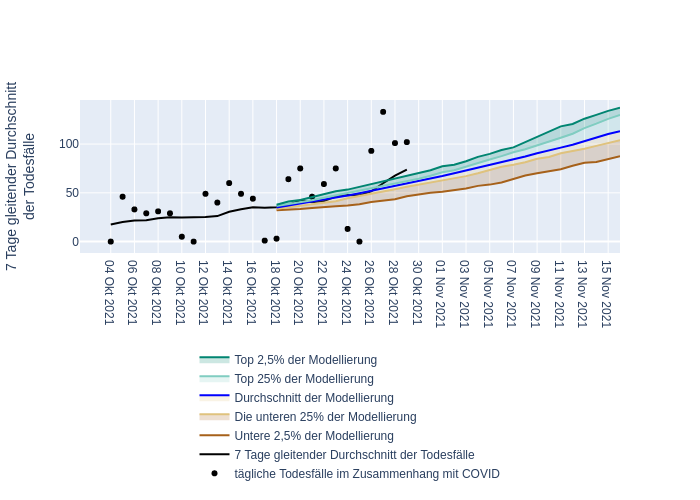 7 Tage gleitender Durchschnitt
der Todesfälle
100
50
0
04 Okt 2021
06 Okt 2021
08 Okt 2021
10 Okt 2021
12 Okt 2021
14 Okt 2021
16 Okt 2021
18 Okt 2021
20 Okt 2021
22 Okt 2021
24 Okt 2021
26 Okt 2021
28 Okt 2021
30 Okt 2021
01 Nov 2021
03 Nov 2021
05 Nov 2021
07 Nov 2021
09 Nov 2021
11 Nov 2021
13 Nov 2021
15 Nov 2021
Top 2,5% der Modellierung
Top 25% der Modellierung
Durchschnitt der Modellierung
Die unteren 25% der Modellierung
Untere 2,5% der Modellierung
7 Tage gleitender Durchschnitt der Todesfälle
tägliche Todesfälle im Zusammenhang mit COVID